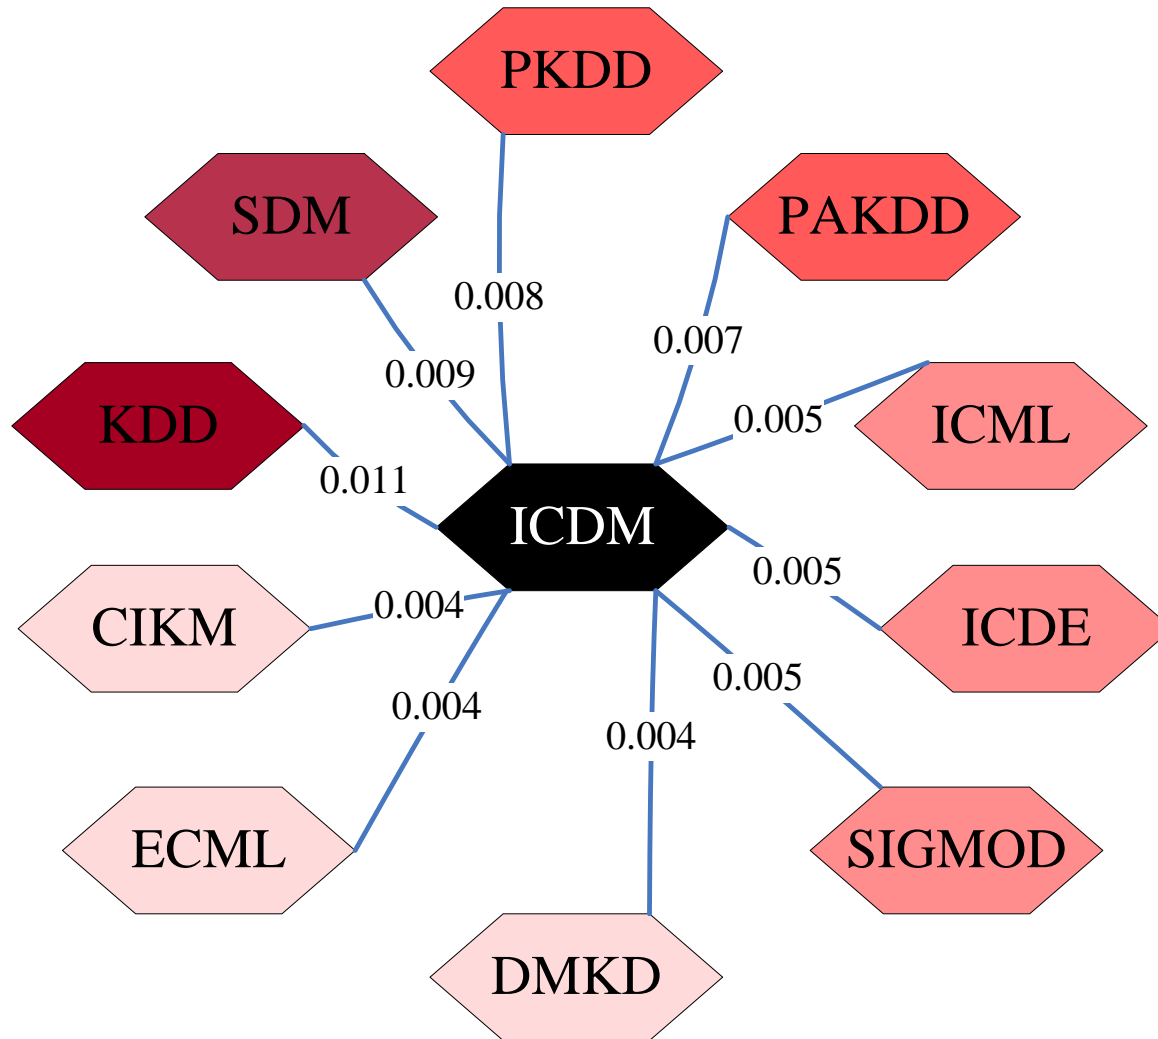 PKDD
SDM
PAKDD
0.008
0.007
0.009
KDD
0.005
ICML
0.011
ICDM
0.005
ICDE
CIKM
0.004
0.005
0.004
0.004
ECML
SIGMOD
DMKD